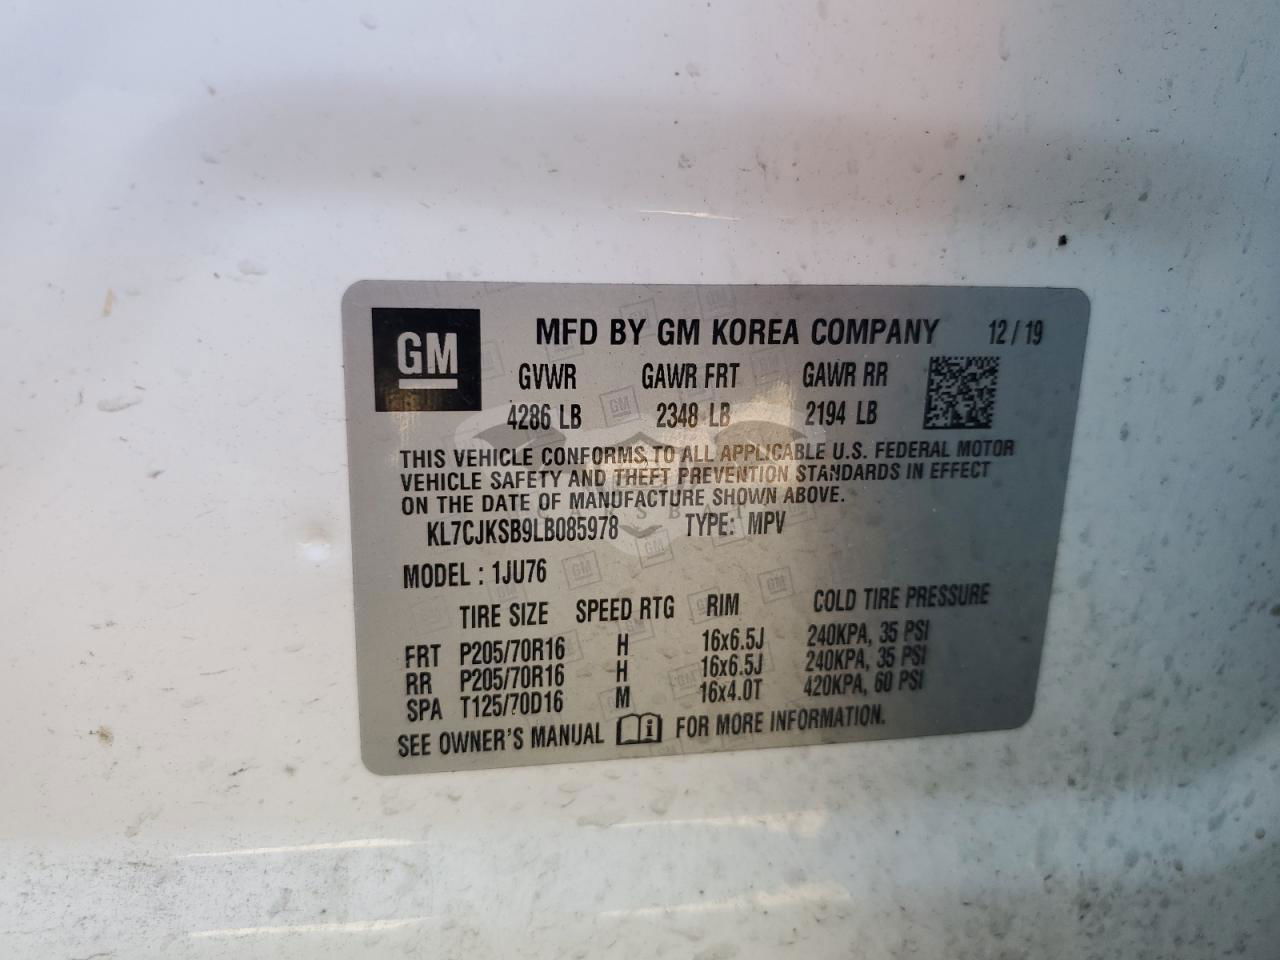 GM
MFD BY GM KOREA COMPANY 12/19
GVWR GAWR FRT GAWR RR
4286 LB 2348 LB 2194 LB
THIS VEHICLE CONFORMS TO ALL APPLICABLE U.S. FEDERAL MOTOR
VEHICLE SAFETY AND THEFT PREVENTION STANDARDS IN EFFECT
ON THE DATE OF MANUFACTURE SHOWN ABOVE.
KL7CJKSB9LB085978 TYPE: MPV
MODEL : 1JU76
TIRE SIZE SPEED RTG RIM COLD TIRE PRESSURE
FRT P205/70R16 H 16x6.5J 240KPA, 35 PSI
RR P205/70R16 H 16x6.5J 240KPA, 35 PSI
SPA T125/70D16 M 16x4.0T 420KPA, 60 PSI
SEE OWNER'S MANUAL FOR MORE INFORMATION.